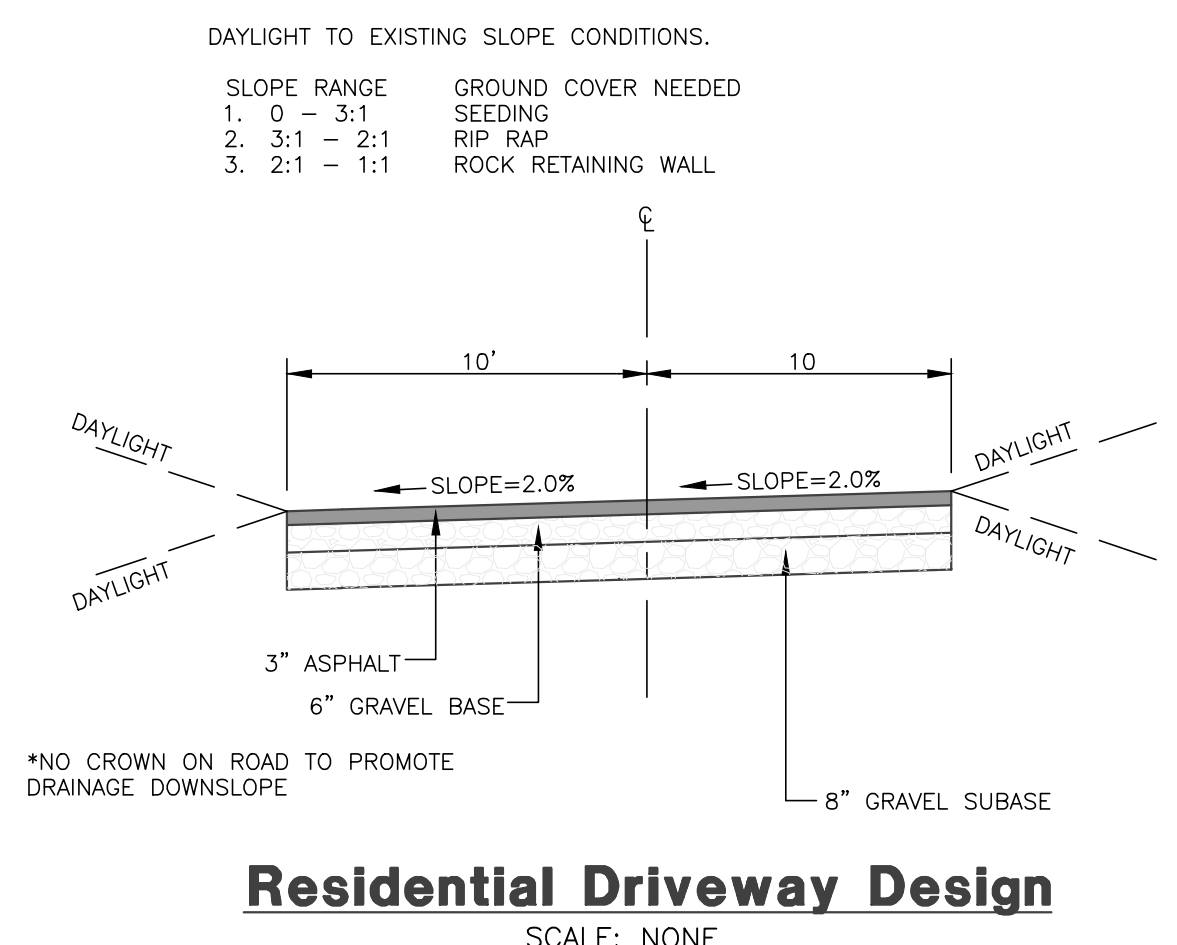 DAYLIGHT TO EXISTING SLOPE CONDITIONS.
SLOPE RANGE GROUND COVER NEEDED
1. 0 – 3:1 SEEDING
2. 3:1 – 2:1 RIP RAP
3. 2:1 – 1:1 ROCK RETAINING WALL
℄
10' 10
DAYLIGHT DAYLIGHT
SLOPE=2.0% SLOPE=2.0%
DAYLIGHT DAYLIGHT
3" ASPHALT
6" GRAVEL BASE
*NO CROWN ON ROAD TO PROMOTE
DRAINAGE DOWNSLOPE
8" GRAVEL SUBASE
Residential Driveway Design
SCALE: NONE